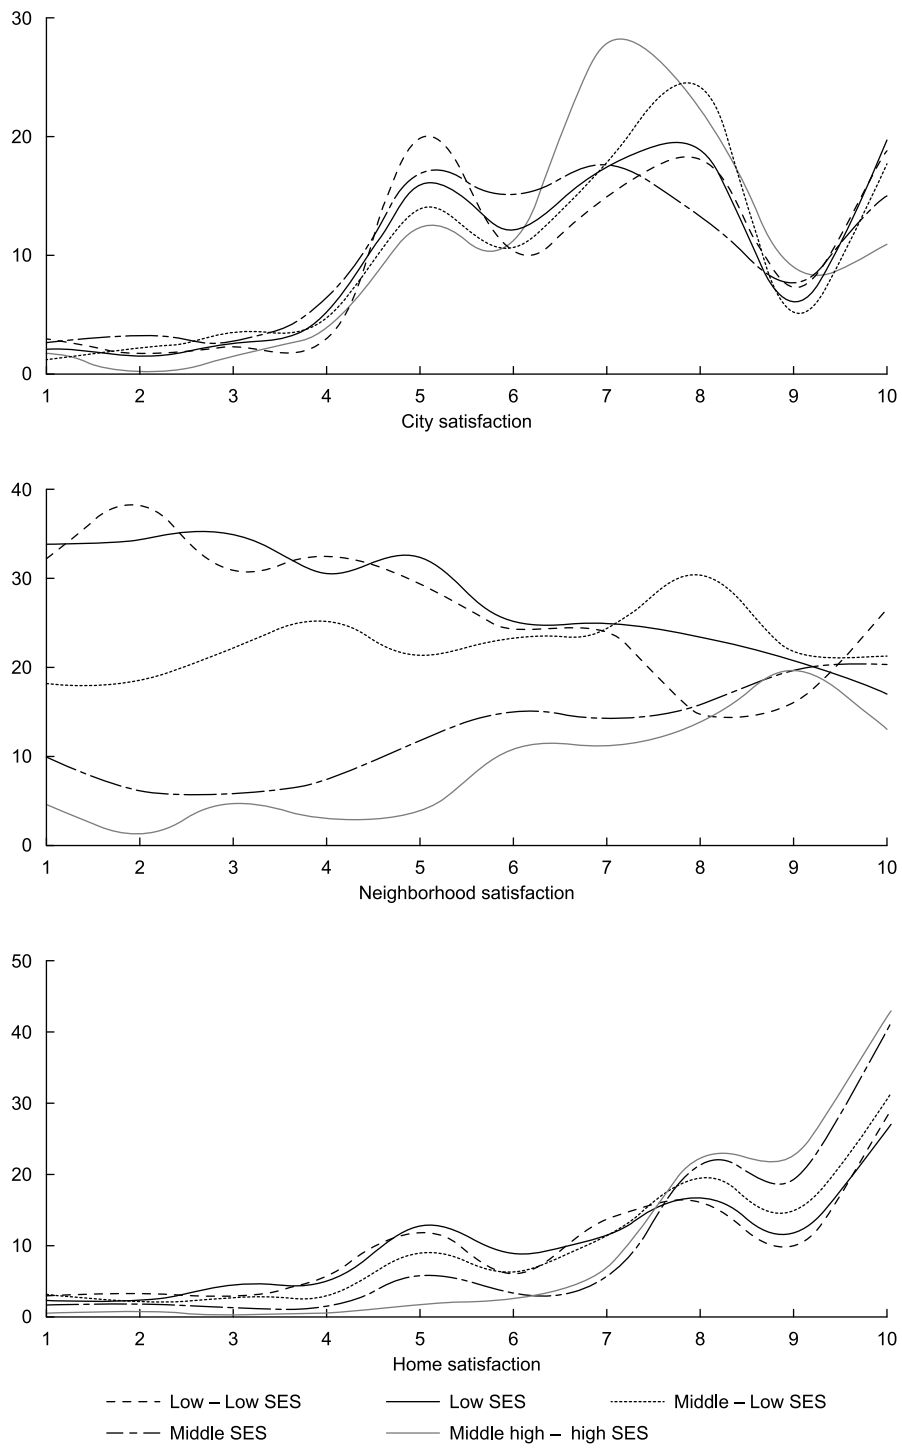 30
20
10
0
1 2 3 4 5 6 7 8 9 10
City satisfaction
40
30
20
10
0
1 2 3 4 5 6 7 8 9 10
Neighborhood satisfaction
50
40
30
20
10
0
1 2 3 4 5 6 7 8 9 10
Home satisfaction
Low – Low SES Low SES Middle – Low SES
Middle SES Middle high – high SES